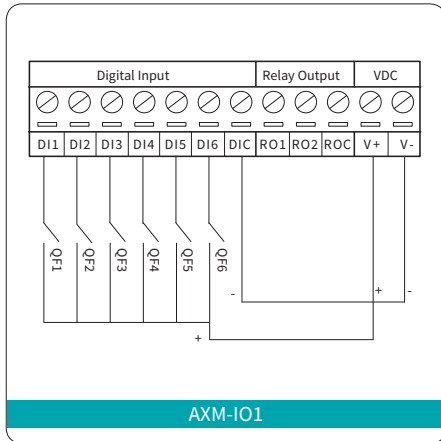 Digital Input Relay Output VDC
DI1 DI2 DI3 DI4 DI5 DI6 DIC RO1 RO2 ROC V+ V-
QF1 QF2 QF3 QF4 QF5 QF6
- + -
+
AXM-IO1